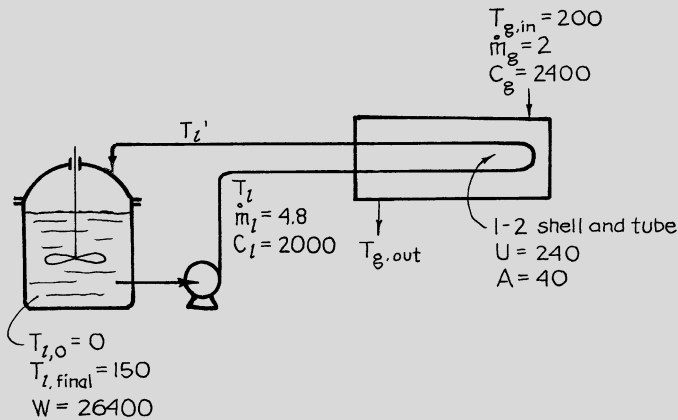 T_g,in = 200
ṁ_g = 2
C_g = 2400
T_l'
T_l
ṁ_l = 4.8
C_l = 2000
T_g,out
1-2 shell and tube
U = 240
A = 40
T_l,0 = 0
T_l,final = 150
W = 26400